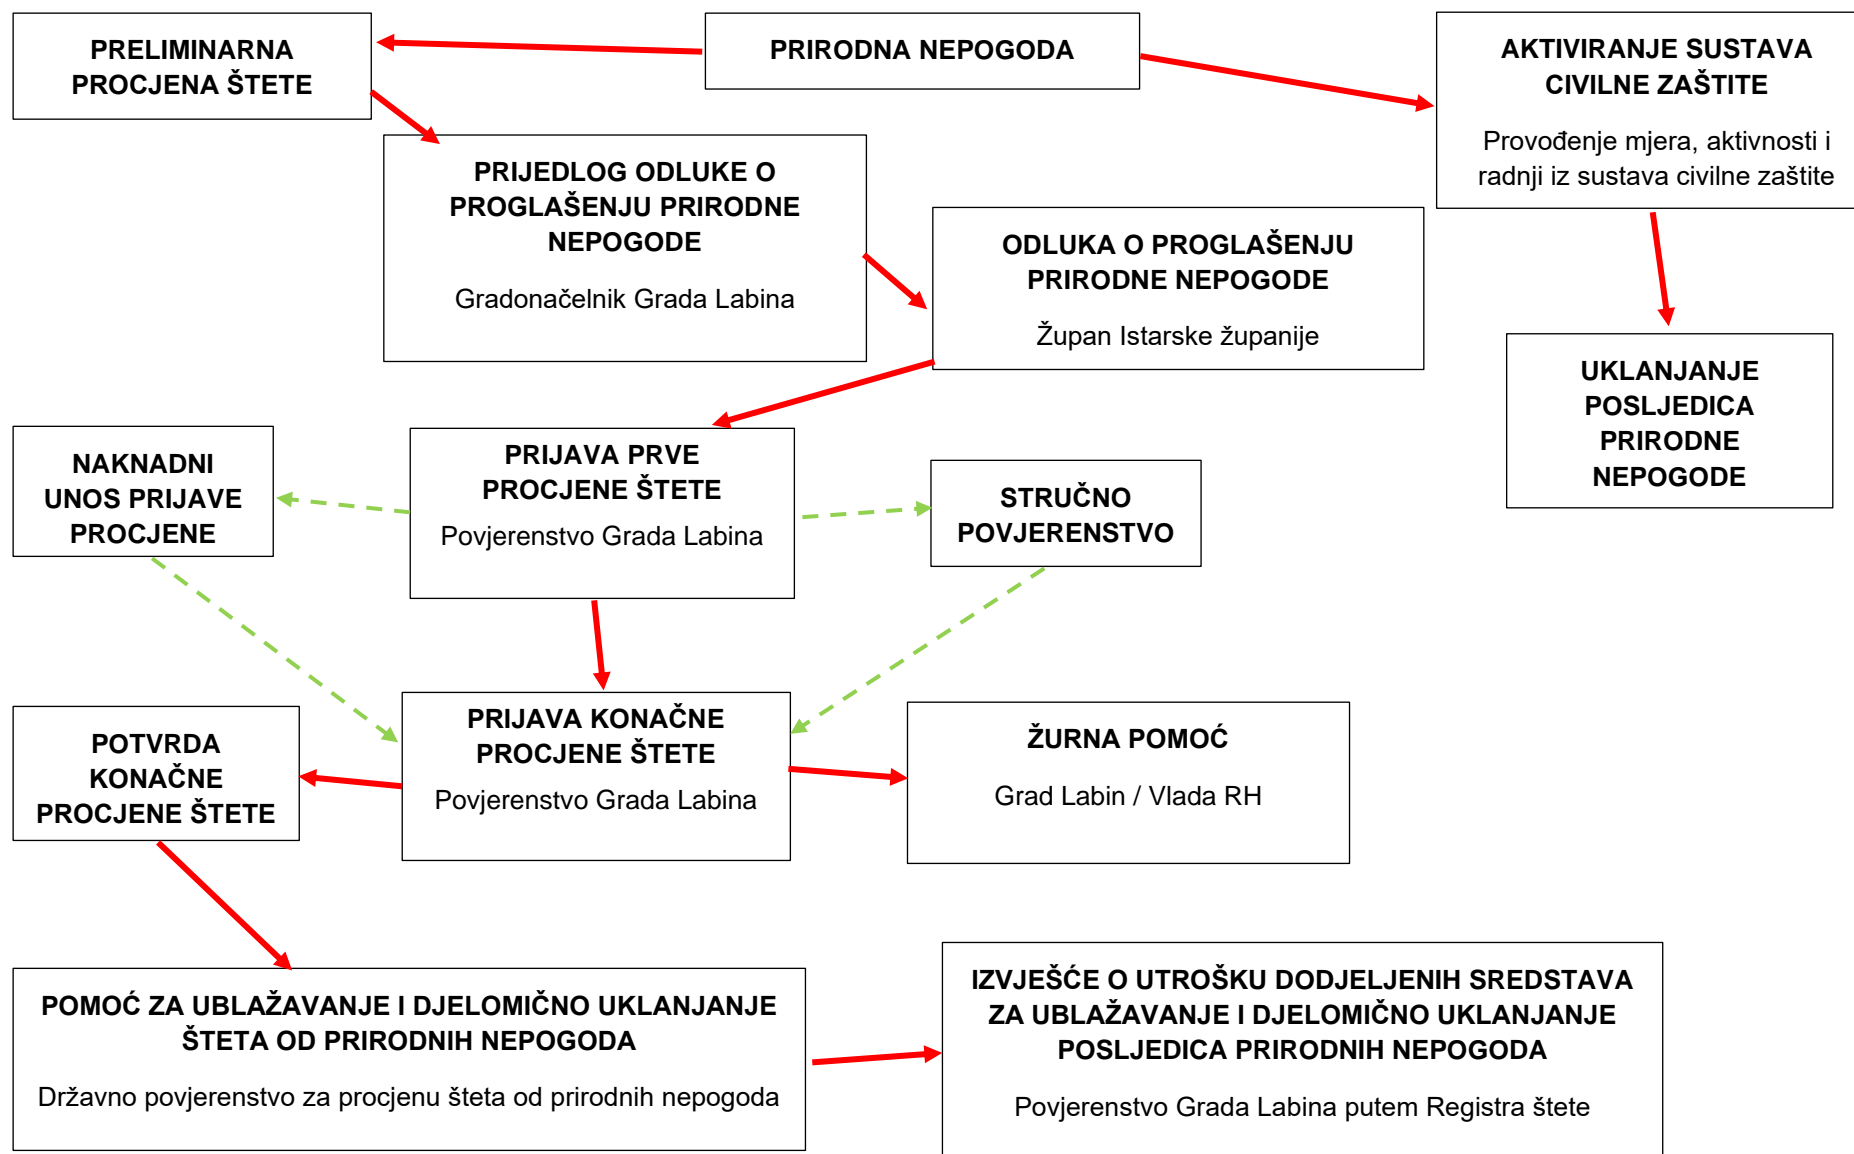 PRELIMINARNA
PROCJENA ŠTETE
PRIRODNA NEPOGODA
AKTIVIRANJE SUSTAVA
CIVILNE ZAŠTITE
Provođenje mjera, aktivnosti i
radnji iz sustava civilne zaštite
PRIJEDLOG ODLUKE O
PROGLAŠENJU PRIRODNE
NEPOGODE
Gradonačelnik Grada Labina
ODLUKA O PROGLAŠENJU
PRIRODNE NEPOGODE
Župan Istarske županije
UKLANJANJE
POSLJEDICA
PRIRODNE
NEPOGODE
NAKNADNI
UNOS PRIJAVE
PROCJENE
PRIJAVA PRVE
PROCJENE ŠTETE
Povjerenstvo Grada Labina
STRUČNO
POVJERENSTVO
POTVRDA
KONAČNE
PROCJENE ŠTETE
PRIJAVA KONAČNE
PROCJENE ŠTETE
Povjerenstvo Grada Labina
ŽURNA POMOĆ
Grad Labin / Vlada RH
POMOĆ ZA UBLAŽAVANJE I DJELOMIČNO UKLANJANJE
ŠTETA OD PRIRODNIH NEPOGODA
Državno povjerenstvo za procjenu šteta od prirodnih nepogoda
IZVJEŠĆE O UTROŠKU DODJELJENIH SREDSTAVA
ZA UBLAŽAVANJE I DJELOMIČNO UKLANJANJE
POSLJEDICA PRIRODNIH NEPOGODA
Povjerenstvo Grada Labina putem Registra štete